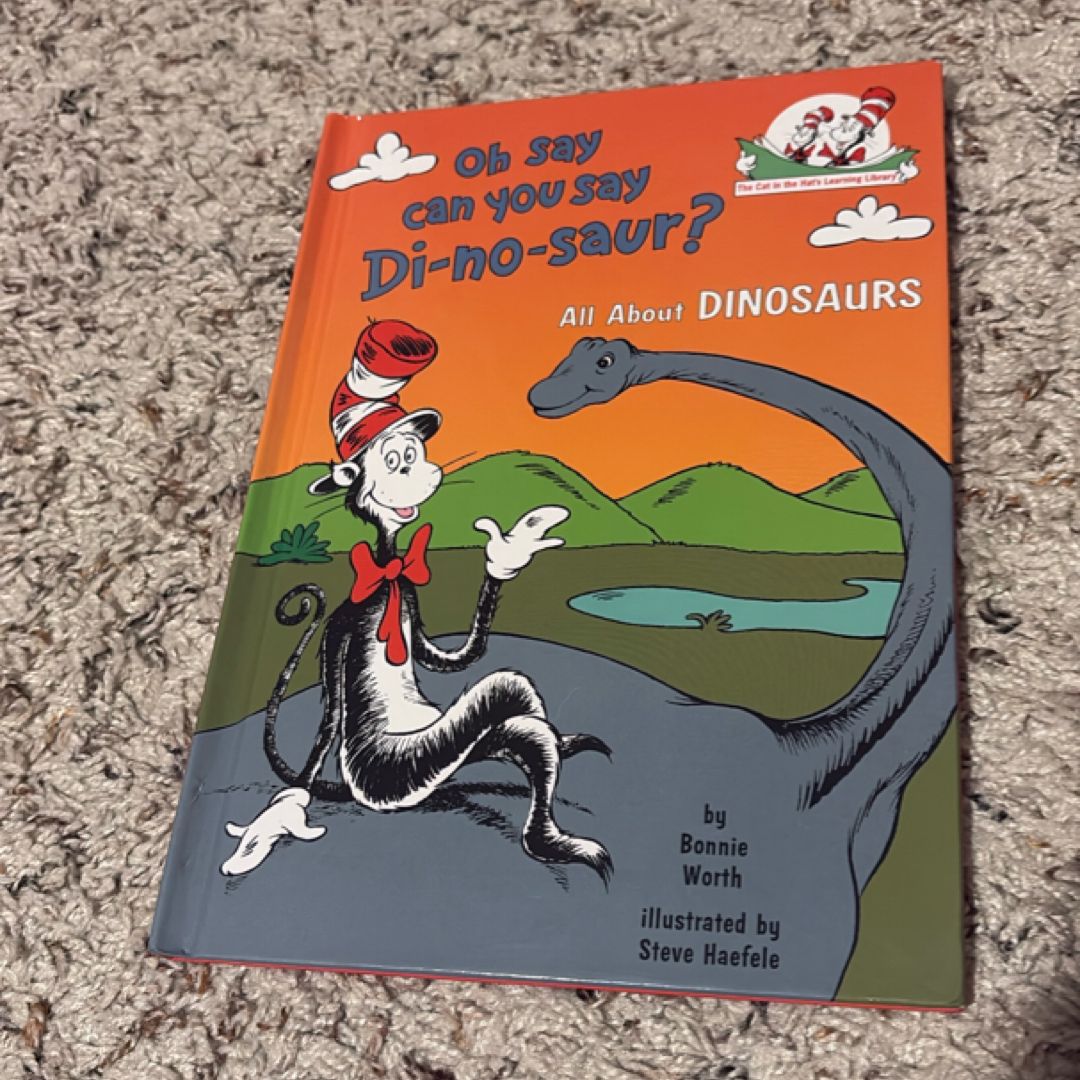 Oh say
can you say
Di-no-saur?
The Cat in the Hat's Learning Library
All About DINOSAURS
by
Bonnie
Worth
illustrated by
Steve Haefele